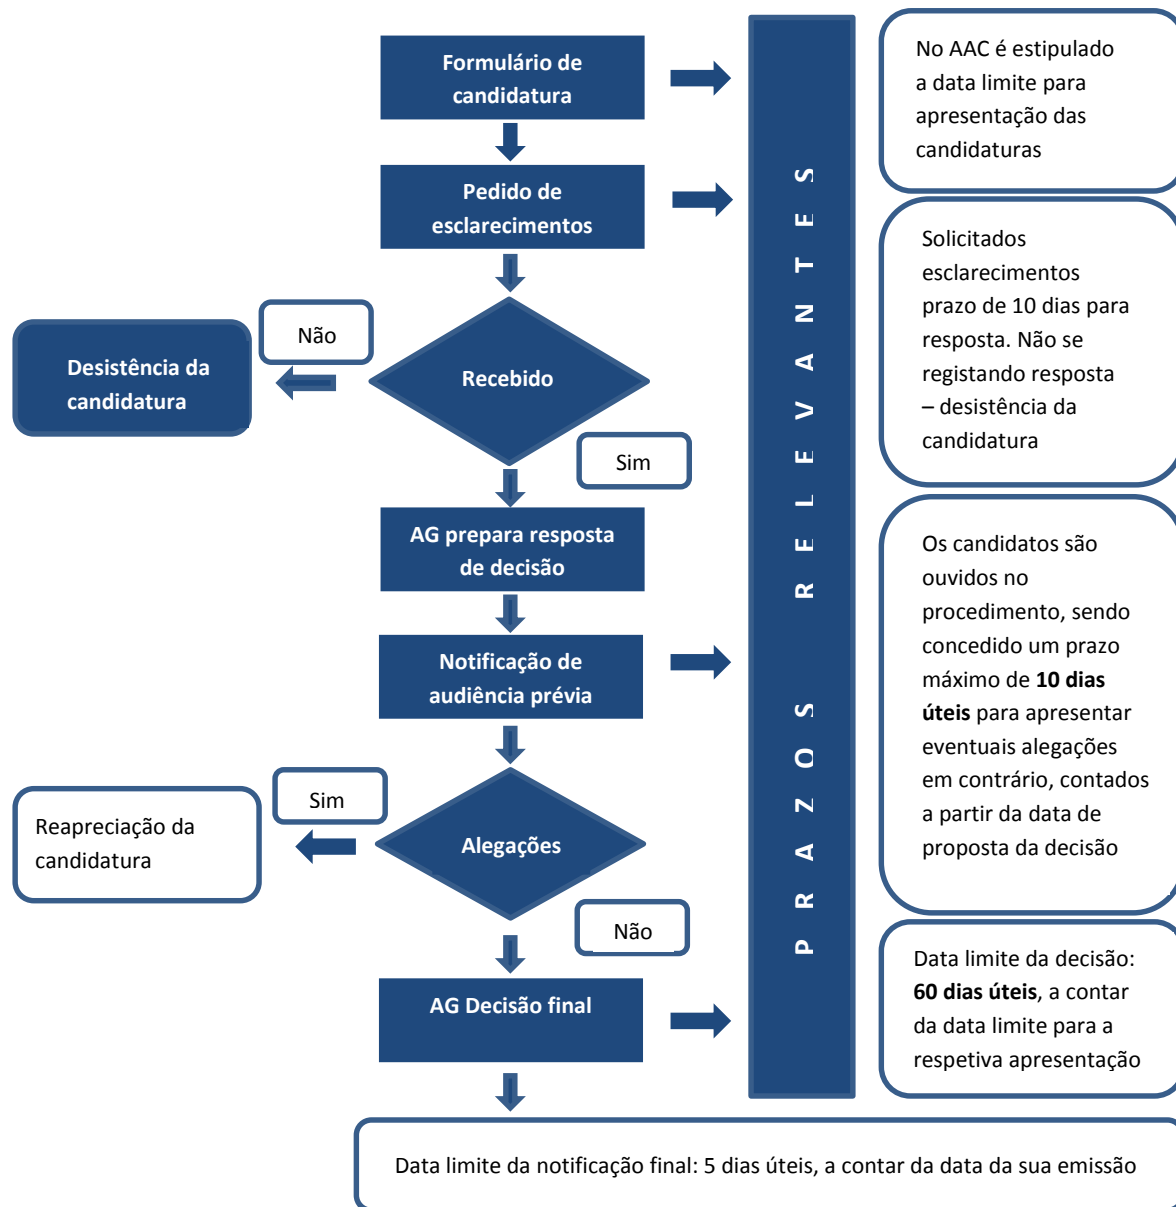 Formulário de
candidatura
No AAC é estipulado
a data limite para
apresentação das
candidaturas
Pedido de
esclarecimentos
Solicitados
esclarecimentos
prazo de 10 dias para
resposta. Não se
registando resposta
– desistência da
candidatura
Não
Desistência da
candidatura
Recebido
Sim
AG prepara resposta
de decisão
Notificação de
audiência prévia
Os candidatos são
ouvidos no
procedimento, sendo
concedido um prazo
máximo de 10 dias
úteis para apresentar
eventuais alegações
em contrário, contados
a partir da data de
proposta da decisão
Sim
Reapreciação da
candidatura
Alegações
Não
AG Decisão final
Data limite da decisão:
60 dias úteis, a contar
da data limite para a
respetiva apresentação
PRAZOS RELEVANTES
Data limite da notificação final: 5 dias úteis, a contar da data da sua emissão